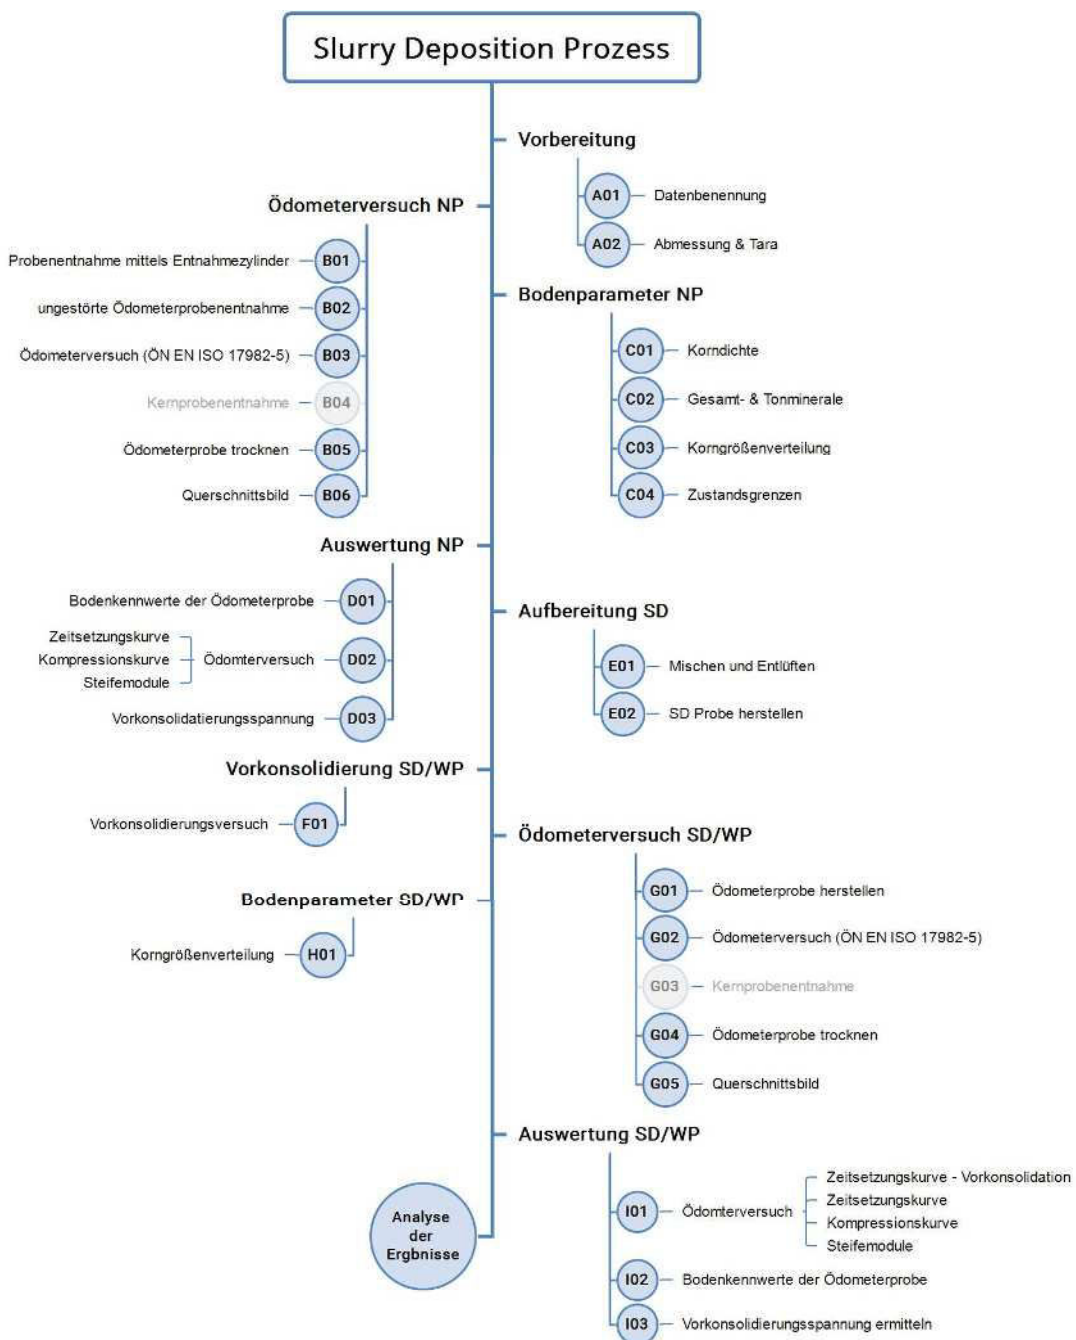 Slurry Deposition Prozess
Vorbereitung
A01 Datenbenennung
A02 Abmessung & Tara
Ödometerversuch NP
Probenentnahme mittels Entnahmezylinder B01
ungestörte Ödometerprobenentnahme B02
Ödometerversuch (ÖN EN ISO 17982-5) B03
Kernprobenentnahme B04
Ödometerprobe trocknen B05
Querschnittsbild B06
Bodenparameter NP
C01 Korndichte
C02 Gesamt- & Tonminerale
C03 Korngrößenverteilung
C04 Zustandsgrenzen
Auswertung NP
Bodenkennwerte der Ödometerprobe D01
Zeitsetzungskurve
Kompressionskurve
Steifemodule
Ödomterversuch D02
Vorkonsolidatierungsspannung D03
Aufbereitung SD
E01 Mischen und Entlüften
E02 SD Probe herstellen
Vorkonsolidierung SD/WP
Vorkonsolidierungsversuch F01
Ödometerversuch SD/WP
G01 Ödometerprobe herstellen
G02 Ödometerversuch (ÖN EN ISO 17982-5)
G03 Kernprobenentnahme
G04 Ödometerprobe trocknen
G05 Querschnittsbild
Bodenparameter SD/WP
Korngrößenverteilung H01
Auswertung SD/WP
I01 Ödomterversuch
Zeitsetzungskurve - Vorkonsolidation
Zeitsetzungskurve
Kompressionskurve
Steifemodule
I02 Bodenkennwerte der Ödometerprobe
I03 Vorkonsolidierungsspannung ermitteln
Analyse
der
Ergbnisse